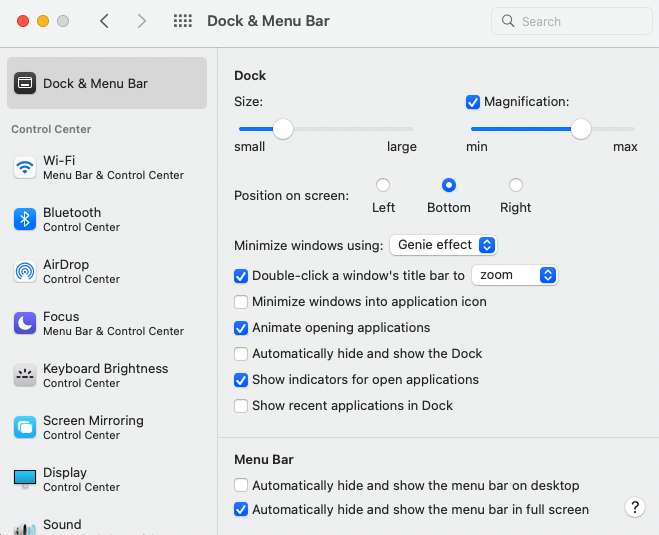 Dock & Menu Bar
Search
Dock & Menu Bar
Control Center
Wi-Fi
Menu Bar & Control Center
Bluetooth
Control Center
AirDrop
Control Center
Focus
Menu Bar & Control Center
Keyboard Brightness
Control Center
Screen Mirroring
Control Center
Display
Control Center
Sound
Dock
Size:
Magnification:
small large
min max
Position on screen:
Left Bottom Right
Minimize windows using: Genie effect
Double-click a window's title bar to zoom
Minimize windows into application icon
Animate opening applications
Automatically hide and show the Dock
Show indicators for open applications
Show recent applications in Dock
Menu Bar
Automatically hide and show the menu bar on desktop
Automatically hide and show the menu bar in full screen
?